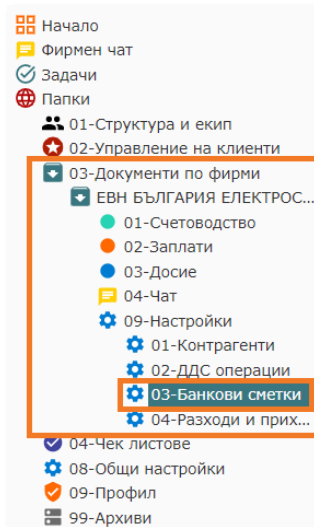 Начало
Фирмен чат
Задачи
Папки
01-Структура и екип
02-Управление на клиенти
03-Документи по фирми
ЕВН БЪЛГАРИЯ ЕЛЕКТРОС...
01-Счетоводство
02-Заплати
03-Досие
04-Чат
09-Настройки
01-Контрагенти
02-ДДС операции
03-Банкови сметки
04-Разходи и прих...
04-Чек листове
08-Общи настройки
09-Профил
99-Архиви